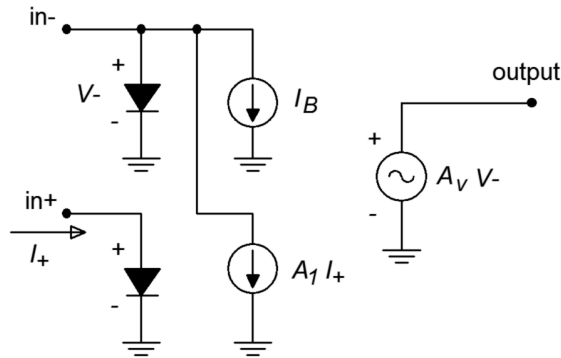 in-
output
+
V-
-
I_B
+
A_v V-
-
in+
I_+
+
-
A_1 I_+